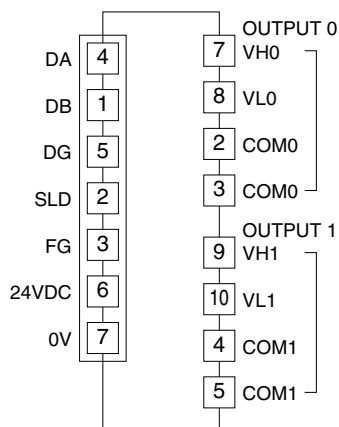 DA 4
DB 1
DG 5
SLD 2
FG 3
24VDC 6
0V 7
OUTPUT 0
7 VH0
8 VL0
2 COM0
3 COM0
OUTPUT 1
9 VH1
10 VL1
4 COM1
5 COM1